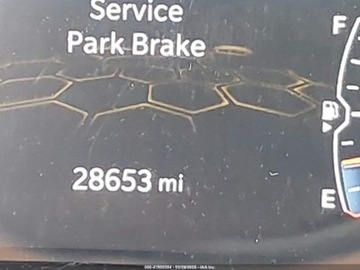 Service
Park Brake
F
28653 mi
E